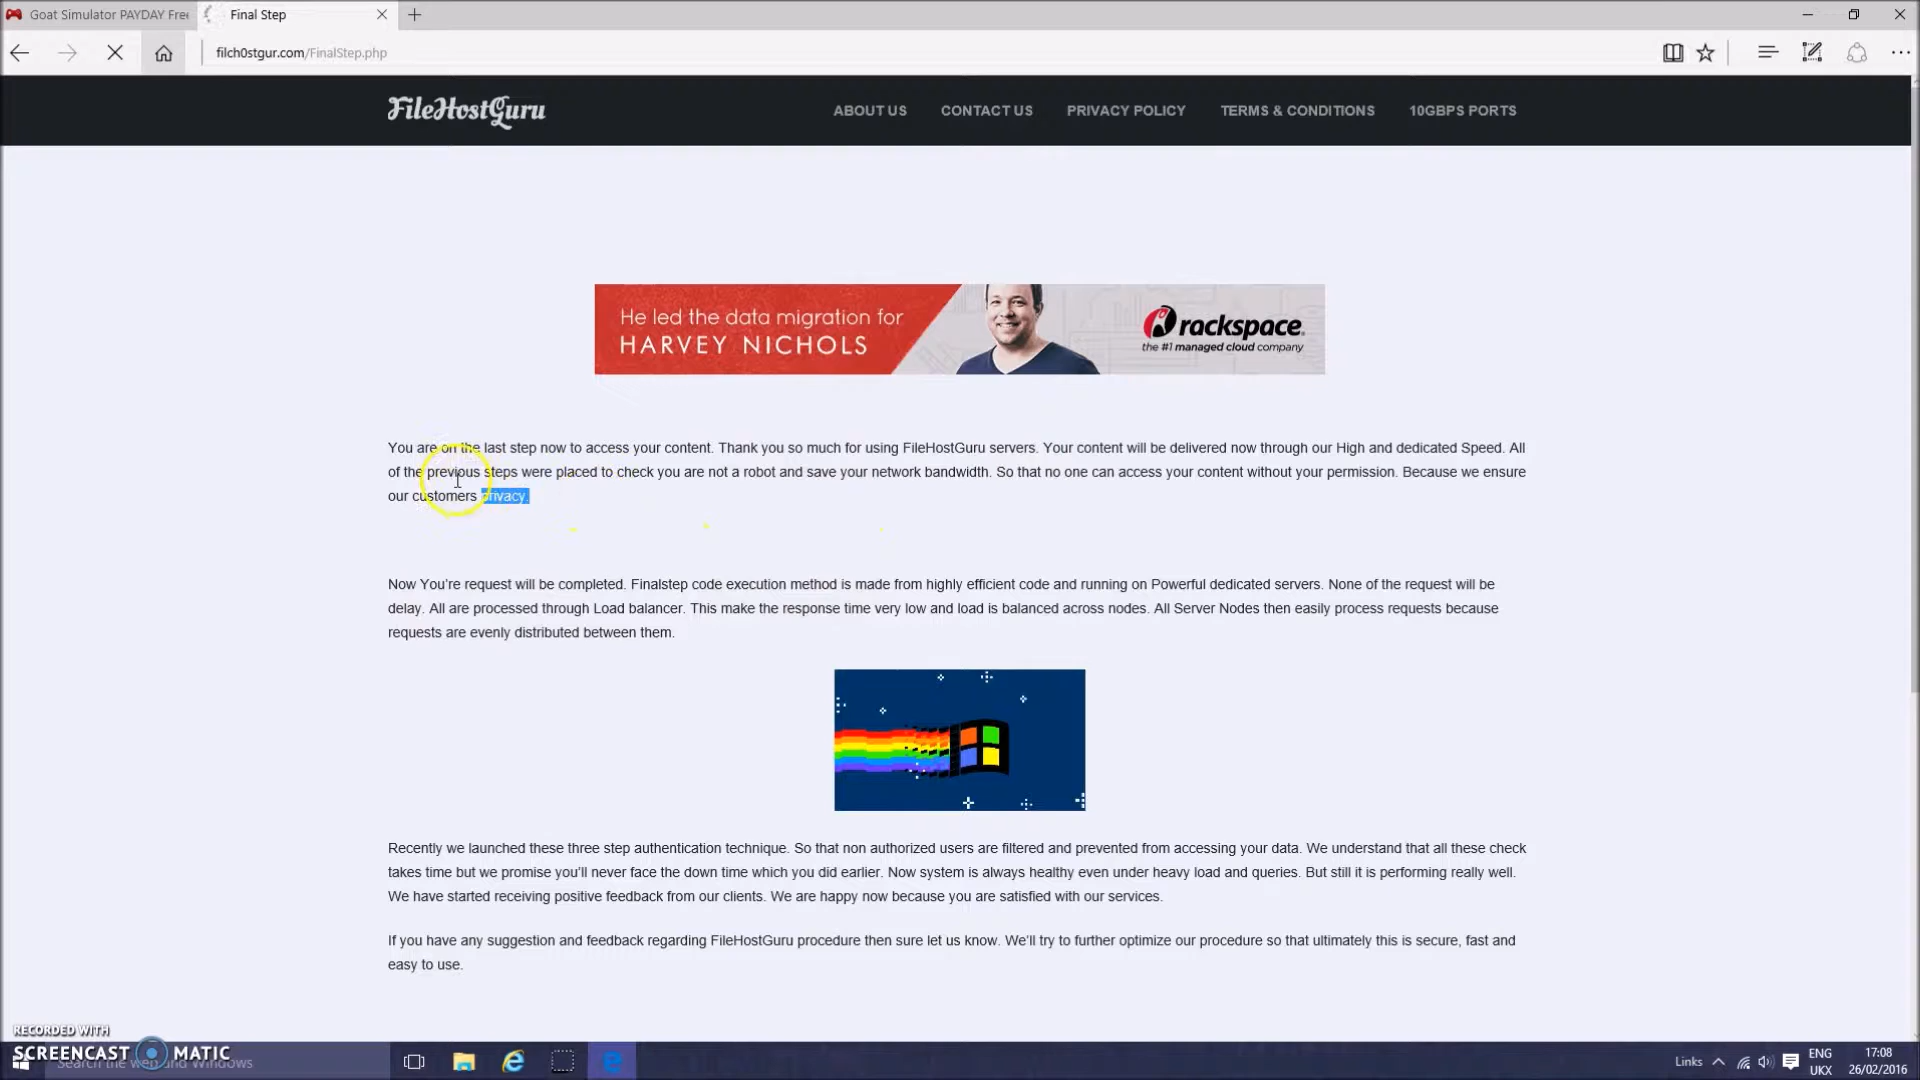 Goat Simulator PAYDAY Free
Final Step
filch0stgur.com/FinalStep.php
FileHostGuru
ABOUT US
CONTACT US
PRIVACY POLICY
TERMS & CONDITIONS
10GBPS PORTS
He led the data migration for
HARVEY NICHOLS
rackspace.
the #1 managed cloud company
You are on the last step now to access your content. Thank you so much for using FileHostGuru servers. Your content will be delivered now through our High and dedicated Speed. All
of the previous steps were placed to check you are not a robot and save your network bandwidth. So that no one can access your content without your permission. Because we ensure
our customers privacy.
Now You're request will be completed. Finalstep code execution method is made from highly efficient code and running on Powerful dedicated servers. None of the request will be
delay. All are processed through Load balancer. This make the response time very low and load is balanced across nodes. All Server Nodes then easily process requests because
requests are evenly distributed between them.
Recently we launched these three step authentication technique. So that non authorized users are filtered and prevented from accessing your data. We understand that all these check
takes time but we promise you'll never face the down time which you did earlier. Now system is always healthy even under heavy load and queries. But still it is performing really well.
We have started receiving positive feedback from our clients. We are happy now because you are satisfied with our services.
If you have any suggestion and feedback regarding FileHostGuru procedure then sure let us know. We'll try to further optimize our procedure so that ultimately this is secure, fast and
easy to use.
RECORDED WITH
SCREENCAST MATIC
Search the web and Windows
Links
ENG
UKX
17:08
26/02/2016